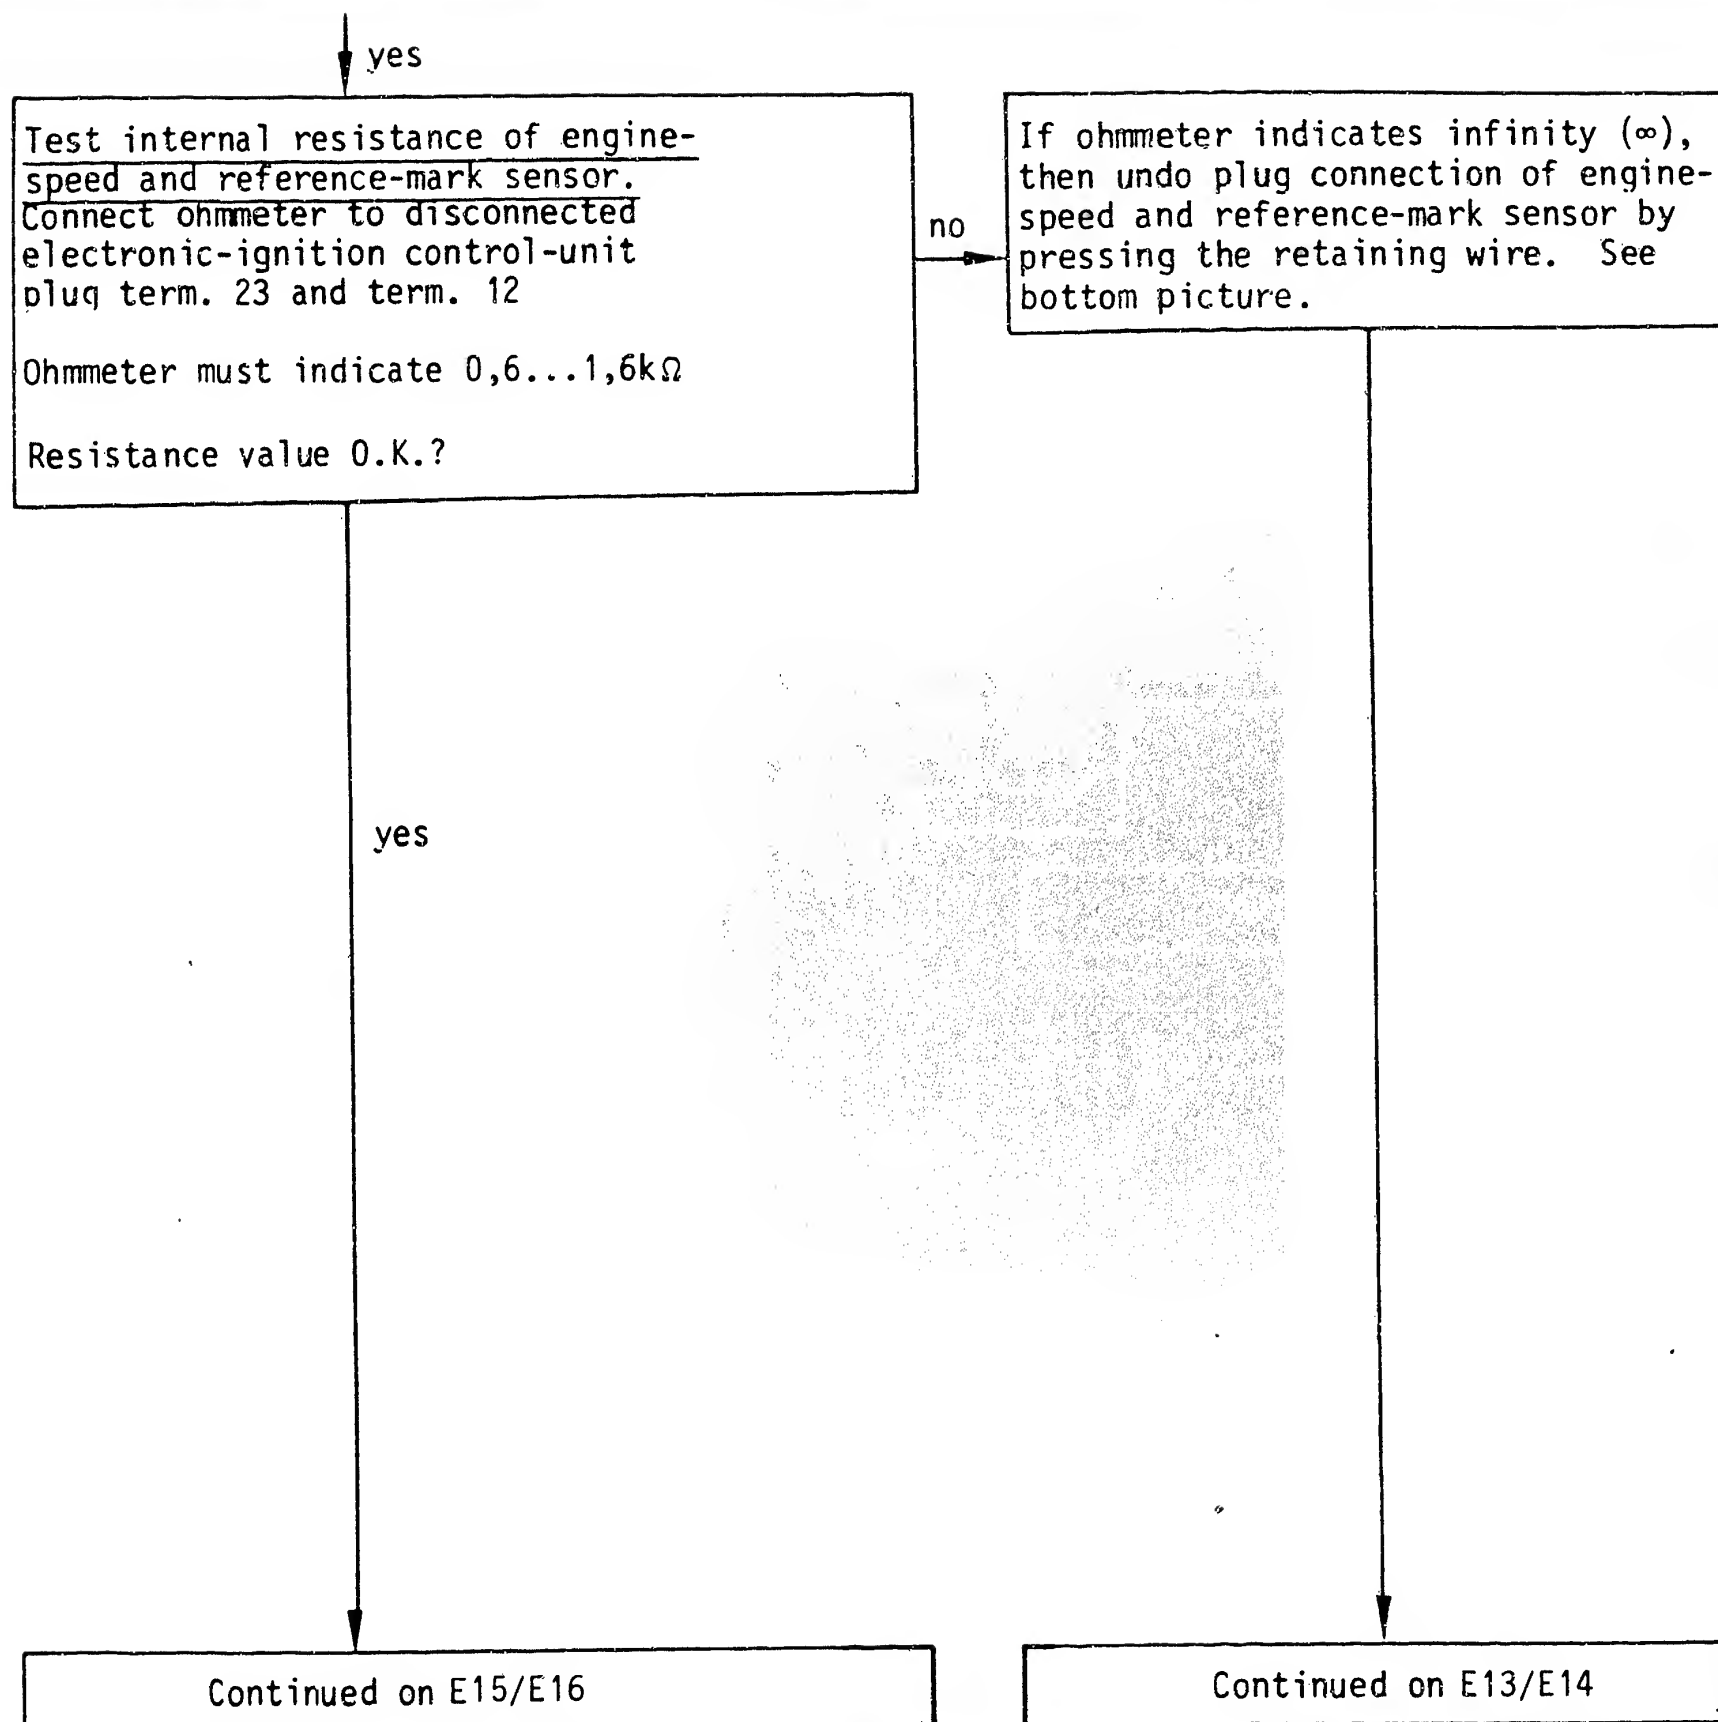 yes
Test internal resistance of engine-
speed and reference-mark sensor.
Connect ohmmeter to disconnected
electronic-ignition control-unit
plug term. 23 and term. 12
Ohmmeter must indicate 0,6...1,6kΩ
Resistance value O.K.?
no
If ohmmeter indicates infinity (∞),
then undo plug connection of engine-
speed and reference-mark sensor by
pressing the retaining wire. See
bottom picture.
yes
Continued on E15/E16
Continued on E13/E14